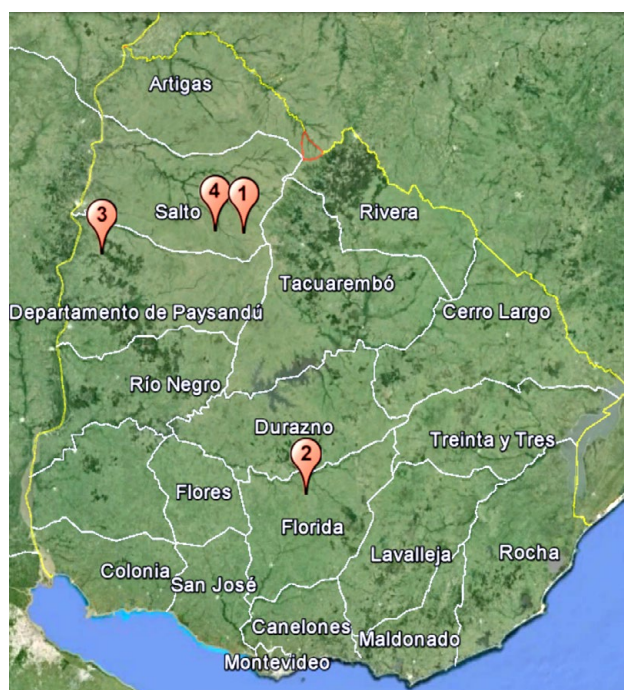 Artigas
4
1
3
Salto
Rivera
Tacuarembó
Departamento de Paysandú
Cerro Largo
Río Negro
Durazno
2
Treinta y Tres
Flores
Florida
Lavalleja
Rocha
Colonia
San José
Canelones
Maldonado
Montevideo